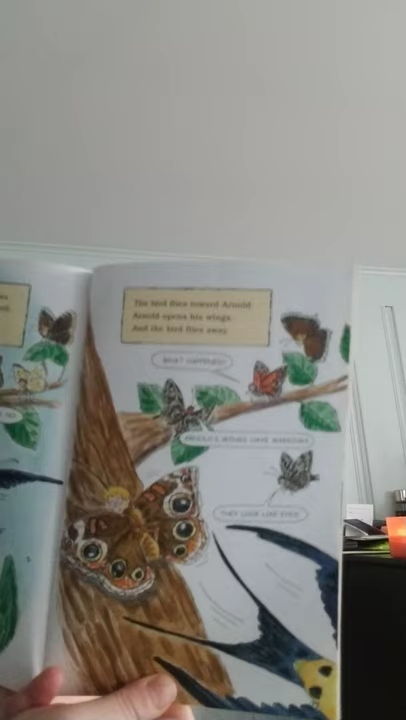 The bird flies toward Arnold.
Arnold opens his wings.
And the bird flies away.
WHAT HAPPENED?
ARNOLD'S WINGS HAVE MARKINGS.
THEY LOOK LIKE EYES.